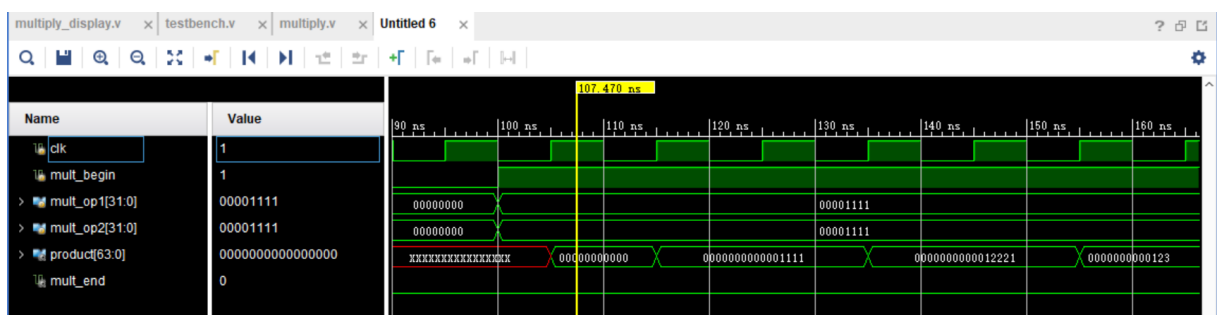 multiply_display.v × testbench.v × multiply.v × Untitled 6 ×
107.470 ns
Name Value
90 ns 100 ns 110 ns 120 ns 130 ns 140 ns 150 ns 160 ns
clk 1
mult_begin 1
mult_op1[31:0] 00001111 00000000 00001111
mult_op2[31:0] 00001111 00000000 00001111
product[63:0] 0000000000000000 XXXXXXXXXXXXXXXX 00000000000 0000000000001111 0000000000012221 0000000000123
mult_end 0